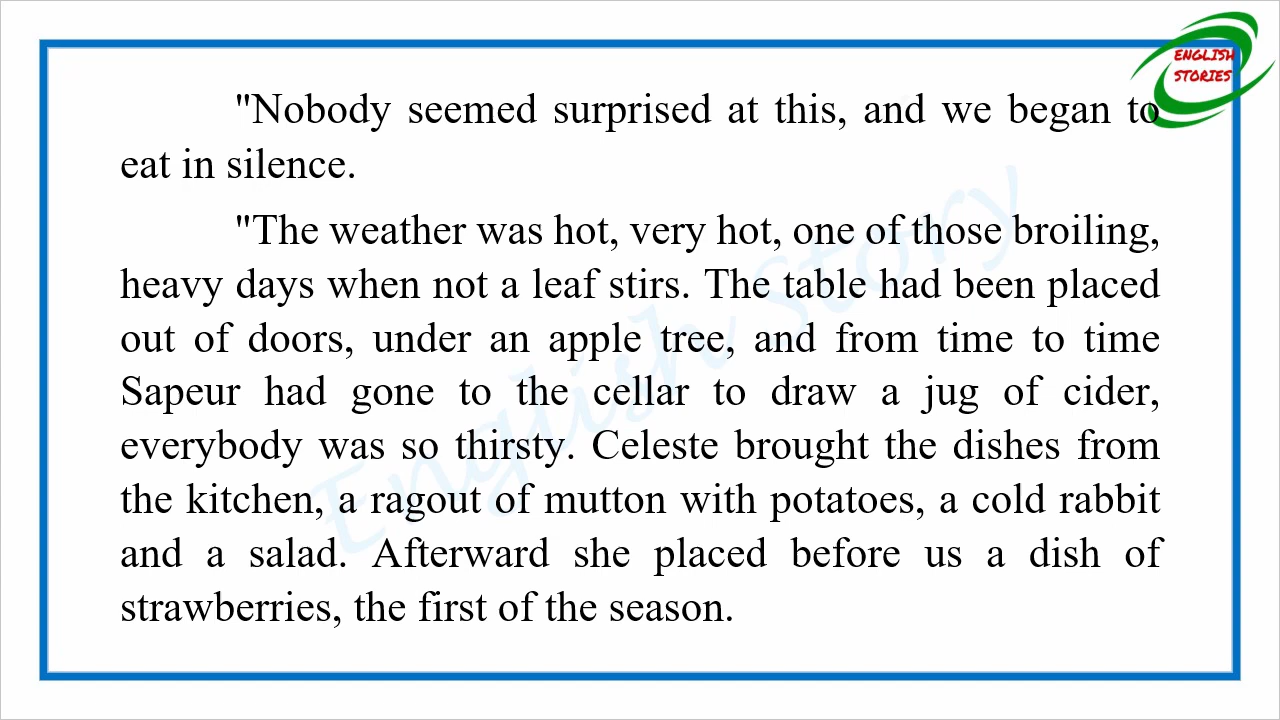 ENGLISH
STORIES
"Nobody seemed surprised at this, and we began to
eat in silence.
"The weather was hot, very hot, one of those broiling,
heavy days when not a leaf stirs. The table had been placed
out of doors, under an apple tree, and from time to time
Sapeur had gone to the cellar to draw a jug of cider,
everybody was so thirsty. Celeste brought the dishes from
the kitchen, a ragout of mutton with potatoes, a cold rabbit
and a salad. Afterward she placed before us a dish of
strawberries, the first of the season.
English Story